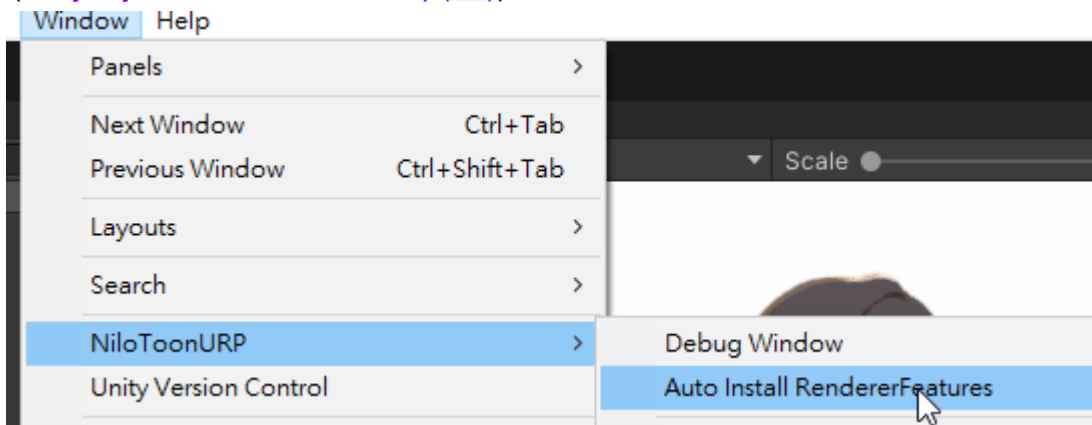 Window Help
Panels
Next Window Ctrl+Tab
Previous Window Ctrl+Shift+Tab
Scale
Layouts
Search
NiloToonURP
Debug Window
Unity Version Control
Auto Install RendererFeatures